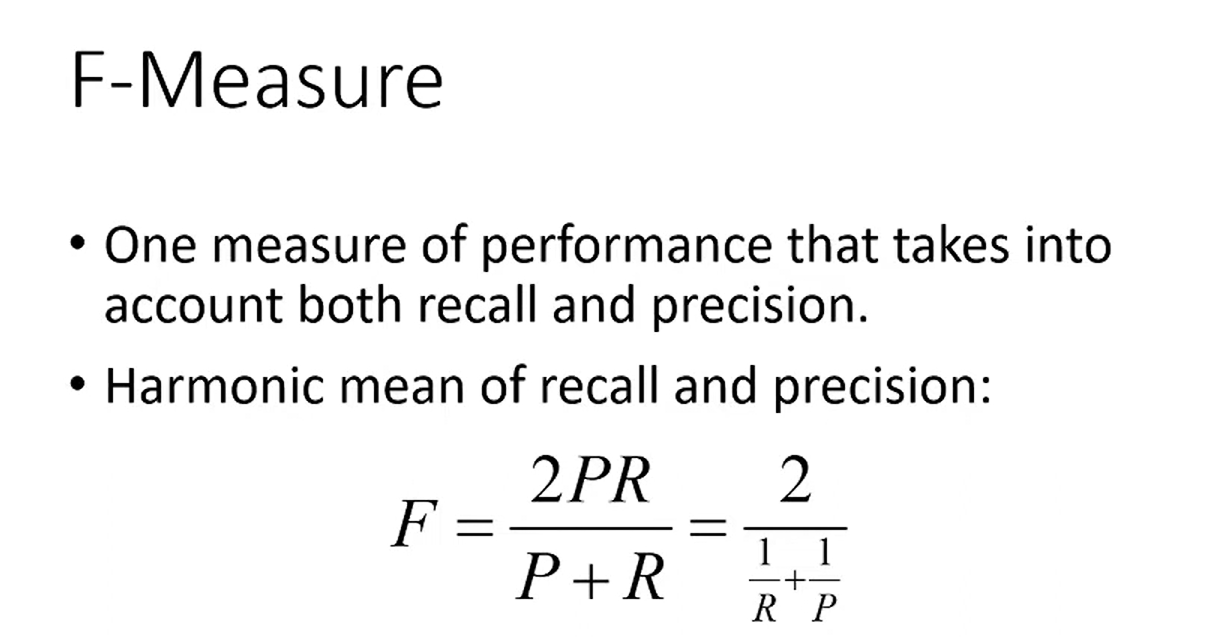 F-Measure
• One measure of performance that takes into
account both recall and precision.
• Harmonic mean of recall and precision:
F = 2PR / (P + R) = 2 / (1/R + 1/P)